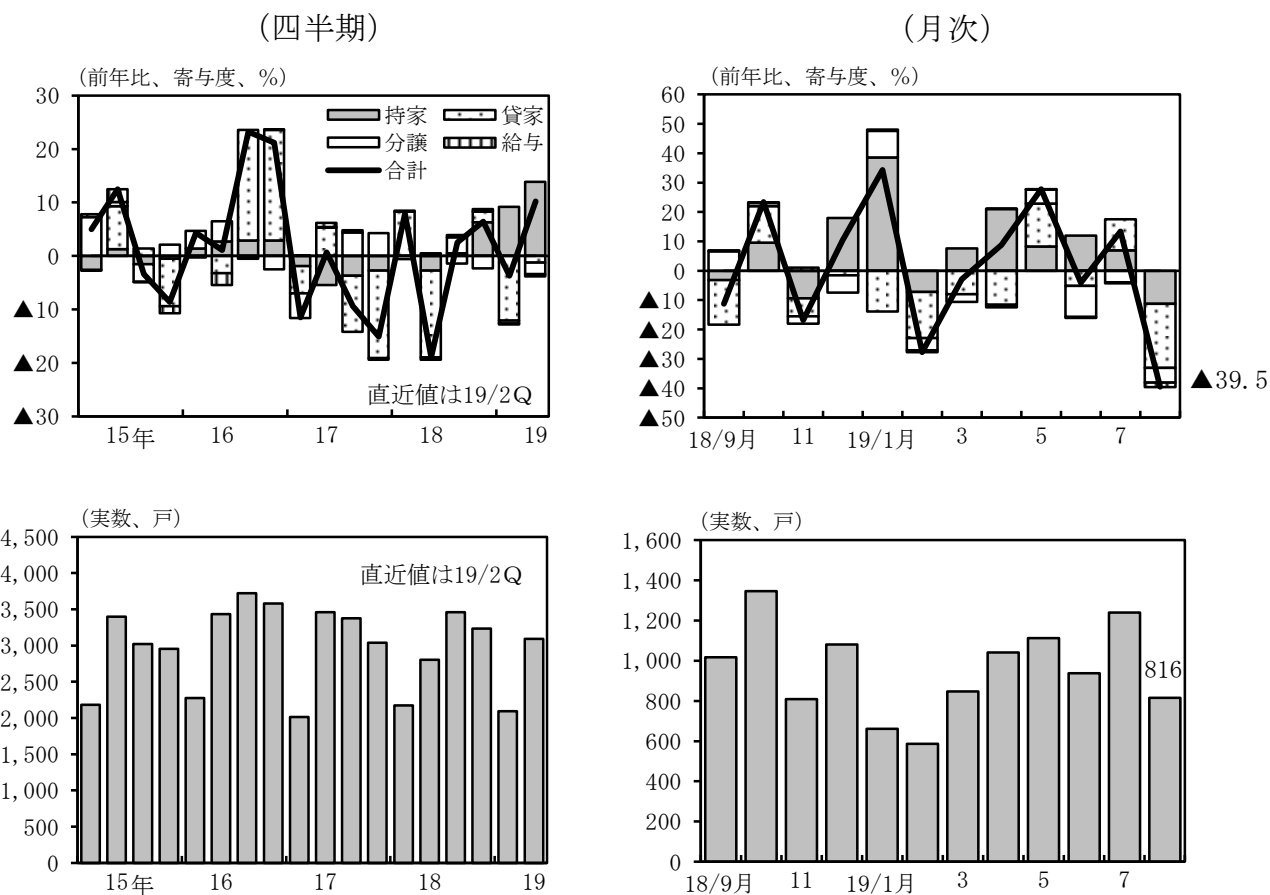 (四半期)
(前年比、寄与度、%)
30
20
10
0
▲ 10
▲ 20
▲ 30
持家
貸家
分譲
給与
合計
直近値は19/2Q
15年
16
17
18
19
(月次)
(前年比、寄与度、%)
60
50
40
30
20
10
0
▲ 10
▲ 20
▲ 30
▲ 40
▲ 50
▲39.5
18/9月
11
19/1月
3
5
7
(実数、戸)
4,500
4,000
3,500
3,000
2,500
2,000
1,500
1,000
500
0
直近値は19/2Q
15年
16
17
18
19
(実数、戸)
1,600
1,400
1,200
1,000
800
600
400
200
0
816
18/9月
11
19/1月
3
5
7